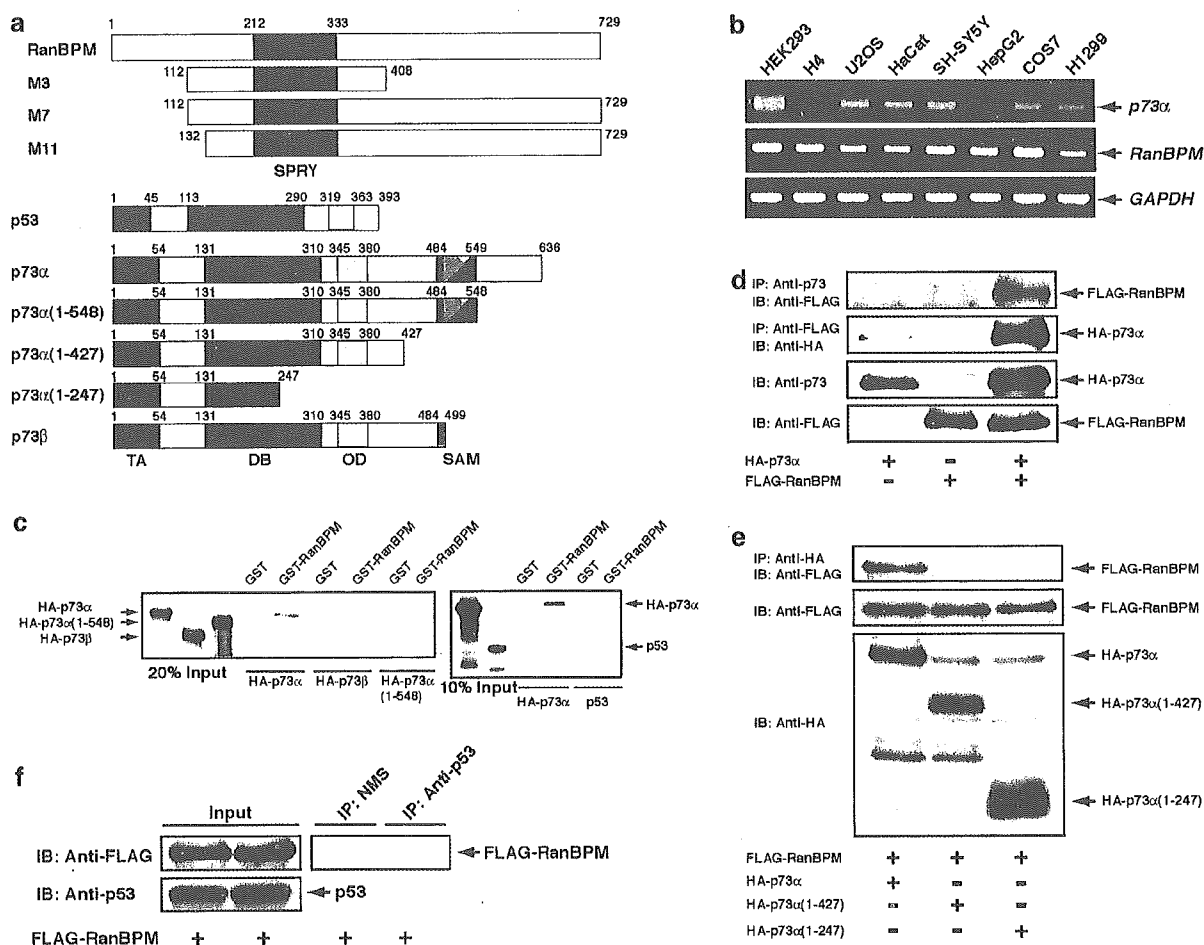 a
1 212 333 729
RanBPM
112 408
M3
112 729
M7
132 729
M11
SPRY
1 45 113 290 319 363 393
p53
1 54 131 310 345 380 484 549 636
p73α
1 54 131 310 345 380 484 548
p73α(1-548)
1 54 131 310 345 380 427
p73α(1-427)
1 54 131 247
p73α(1-247)
1 54 131 310 345 380 484 499
p73β
TA DB OD SAM
b
HEK293 H4 U2OS HaCat SH-SY5Y HepG2 COS7 H1299
p73α
RanBPM
GAPDH
c
GST GST-RanBPM GST GST-RanBPM GST GST-RanBPM
HA-p73α
HA-p73α(1-548)
HA-p73β
20% Input
HA-p73α HA-p73β HA-p73α
(1-548)
GST GST-RanBPM GST GST-RanBPM
HA-p73α
p53
10% Input
HA-p73α p53
d
IP: Anti-p73
IB: Anti-FLAG
FLAG-RanBPM
IP: Anti-FLAG
IB: Anti-HA
HA-p73α
IB: Anti-p73
HA-p73α
IB: Anti-FLAG
FLAG-RanBPM
HA-p73α + - +
FLAG-RanBPM - + +
e
IP: Anti-HA
IB: Anti-FLAG
FLAG-RanBPM
IB: Anti-FLAG
FLAG-RanBPM
HA-p73α
HA-p73α(1-427)
IB: Anti-HA
HA-p73α(1-247)
FLAG-RanBPM + + +
HA-p73α + - -
HA-p73α(1-427) - + -
HA-p73α(1-247) - - +
f
Input IP: NMS IP: Anti-p53
IB: Anti-FLAG
FLAG-RanBPM
IB: Anti-p53
p53
FLAG-RanBPM + + + +